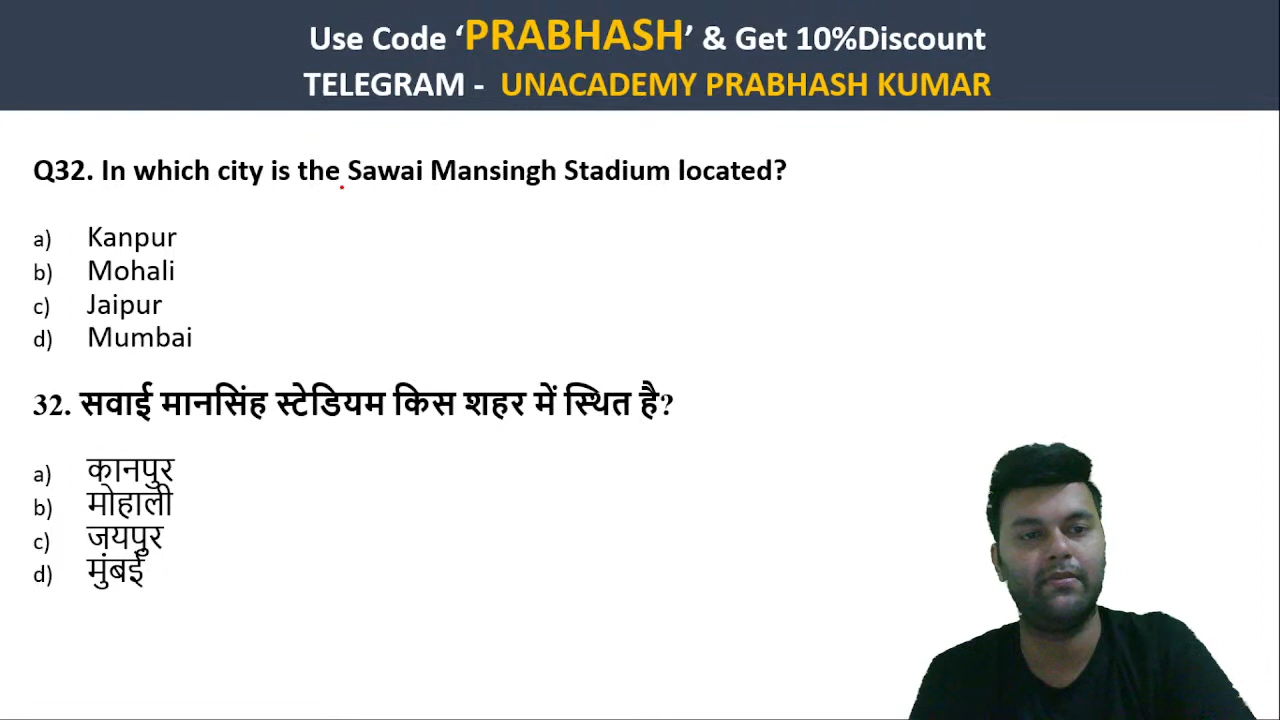 Use Code ‘PRABHASH’ & Get 10%Discount
TELEGRAM - UNACADEMY PRABHASH KUMAR
Q32. In which city is the Sawai Mansingh Stadium located?
a) Kanpur
b) Mohali
c) Jaipur
d) Mumbai
32. सवाई मानसिंह स्टेडियम किस शहर में स्थित है?
a) कानपुर
b) मोहाली
c) जयपुर
d) मुंबई